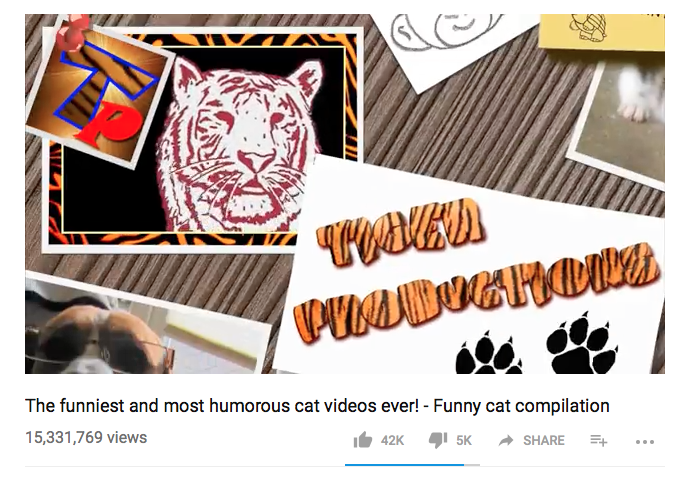 TP
TIGER
PRODUCTIONS
The funniest and most humorous cat videos ever! - Funny cat compilation
15,331,769 views
42K
5K
SHARE